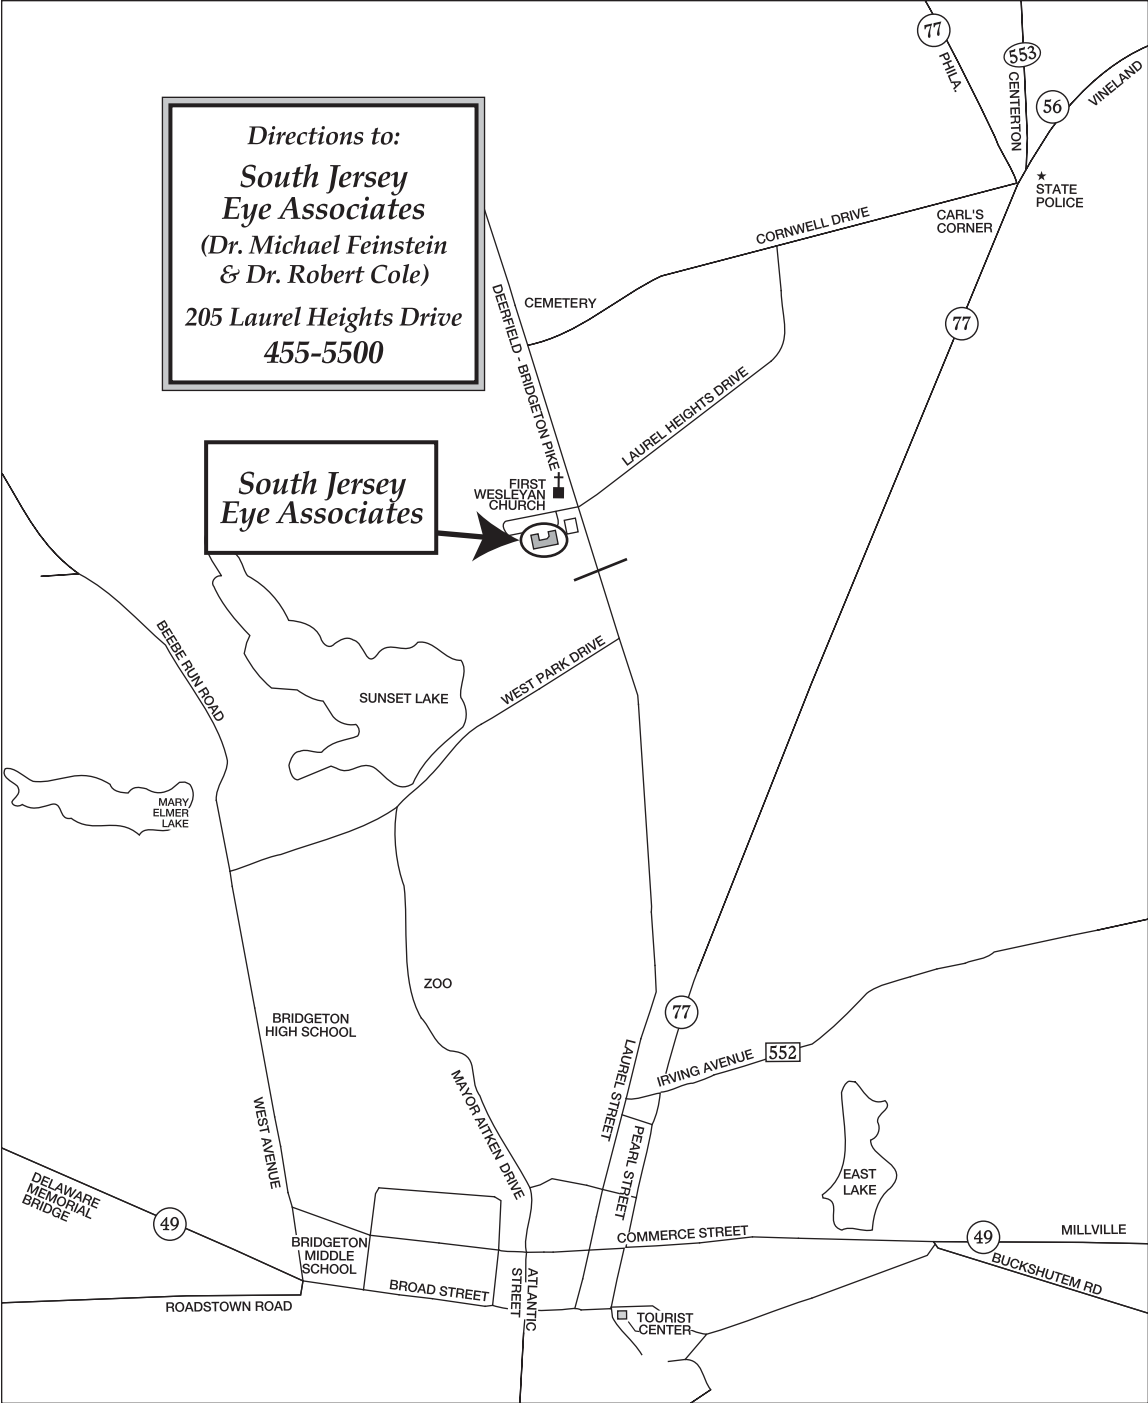 77
PHILA.
553
CENTERTON
56
VINELAND
STATE
POLICE
CARL'S
CORNER
Directions to:
South Jersey
Eye Associates
(Dr. Michael Feinstein
& Dr. Robert Cole)
205 Laurel Heights Drive
455-5500
CORNWELL DRIVE
CEMETERY
DEERFIELD - BRIDGETON PIKE
77
LAUREL HEIGHTS DRIVE
South Jersey
Eye Associates
FIRST
WESLEYAN
CHURCH
BEEBE RUN ROAD
WEST PARK DRIVE
SUNSET LAKE
MARY
ELMER
LAKE
ZOO
BRIDGETON
HIGH SCHOOL
77
LAUREL STREET
IRVING AVENUE
552
MAYOR AITKEN DRIVE
WEST AVENUE
PEARL STREET
EAST
LAKE
DELAWARE
MEMORIAL
BRIDGE
49
BRIDGETON
MIDDLE
SCHOOL
COMMERCE STREET
49
MILLVILLE
BUCKSHUTEM RD
BROAD STREET
ATLANTIC
STREET
ROADSTOWN ROAD
TOURIST
CENTER